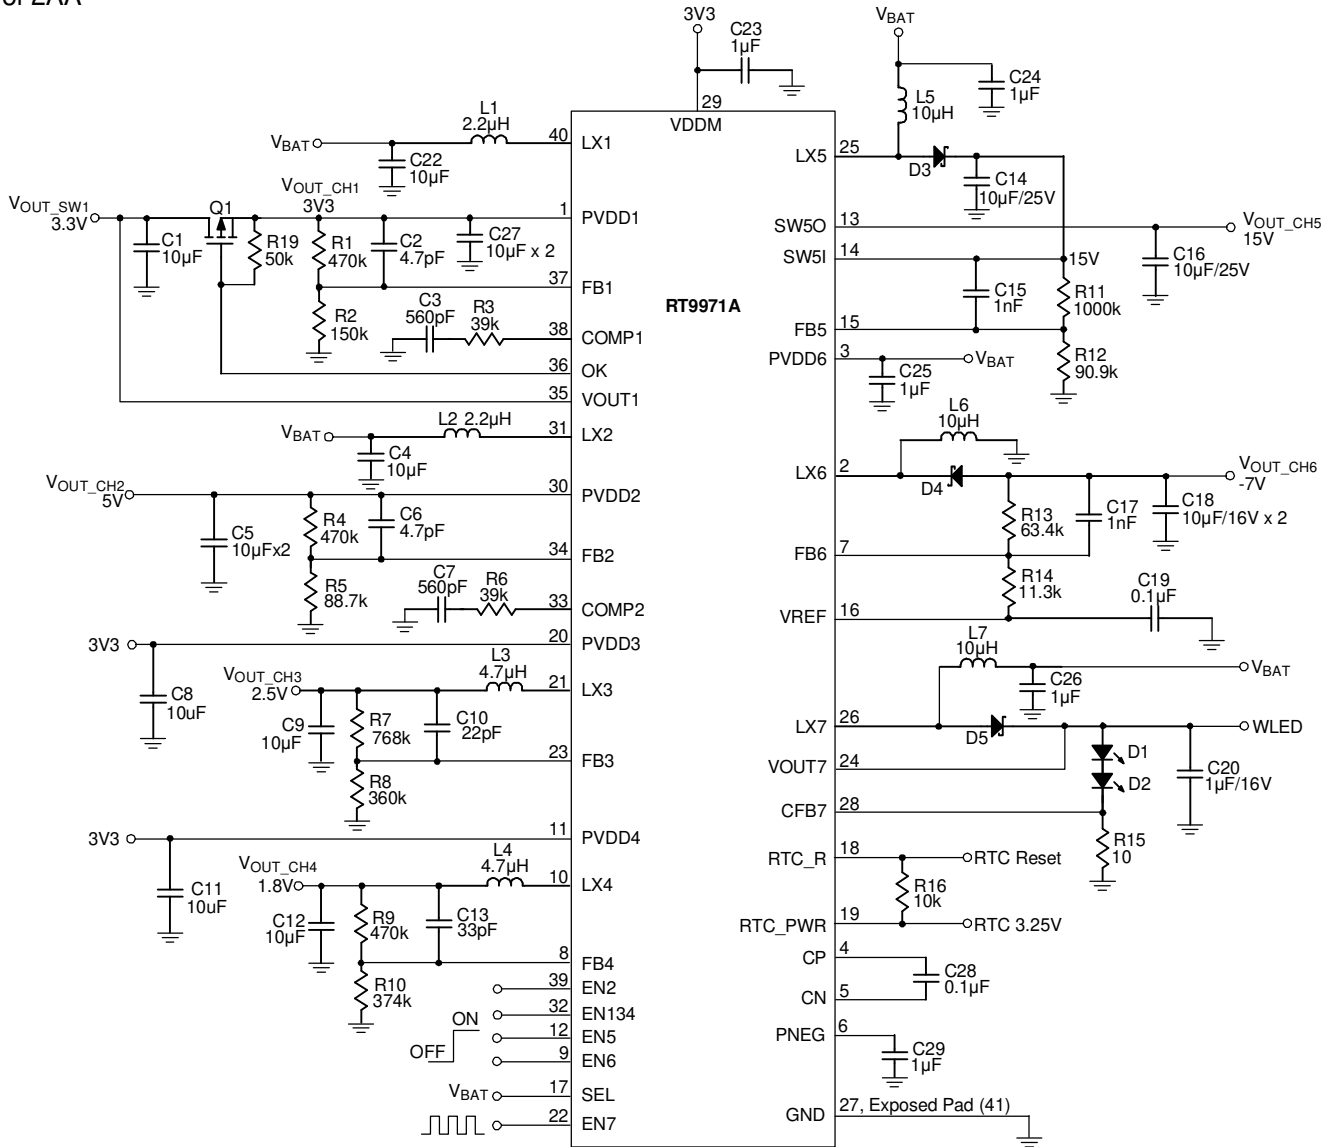 3V3
C23
1µF
VBAT
C24
1µF
L5
10µH
29
VDDM
L1
2.2µH
VBAT
40
LX1
C22
10µF
25
LX5
D3
C14
10µF/25V
VOUT_SW1
3.3V
Q1
VOUT_CH1
3V3
1
PVDD1
C1
10µF
R19
50k
R1
470k
C2
4.7pF
C27
10µF x 2
13
SW5O
VOUT_CH5
15V
C16
10µF/25V
14
SW5I
15V
37
FB1
C15
1nF
R11
1000k
RT9971A
R2
150k
C3
560pF
R3
39k
38
COMP1
15
FB5
R12
90.9k
3
PVDD6
VBAT
C25
1µF
36
OK
35
VOUT1
L2 2.2µH
VBAT
31
LX2
C4
10µF
L6
10µH
2
LX6
D4
VOUT_CH6
-7V
VOUT_CH2
5V
30
PVDD2
C5
10µFx2
R4
470k
C6
4.7pF
R13
63.4k
C17
1nF
C18
10µF/16V x 2
34
FB2
7
FB6
R5
88.7k
C7
560pF
R6
39k
33
COMP2
R14
11.3k
C19
0.1µF
16
VREF
3V3
20
PVDD3
C8
10uF
L7
10µH
VBAT
C26
1µF
VOUT_CH3
2.5V
L3
4.7µH
21
LX3
C9
10µF
R7
768k
C10
22pF
26
LX7
D5
WLED
D1
D2
C20
1µF/16V
23
FB3
24
VOUT7
R8
360k
28
CFB7
R15
10
3V3
11
PVDD4
C11
10uF
18
RTC_R
RTC Reset
R16
10k
VOUT_CH4
1.8V
L4
4.7µH
10
LX4
C12
10µF
R9
470k
C13
33pF
19
RTC_PWR
RTC 3.25V
8
FB4
4
CP
C28
0.1µF
5
CN
R10
374k
39
EN2
32
EN134
ON
OFF
12
EN5
9
EN6
6
PNEG
C29
1µF
VBAT
17
SEL
22
EN7
GND
27, Exposed Pad (41)